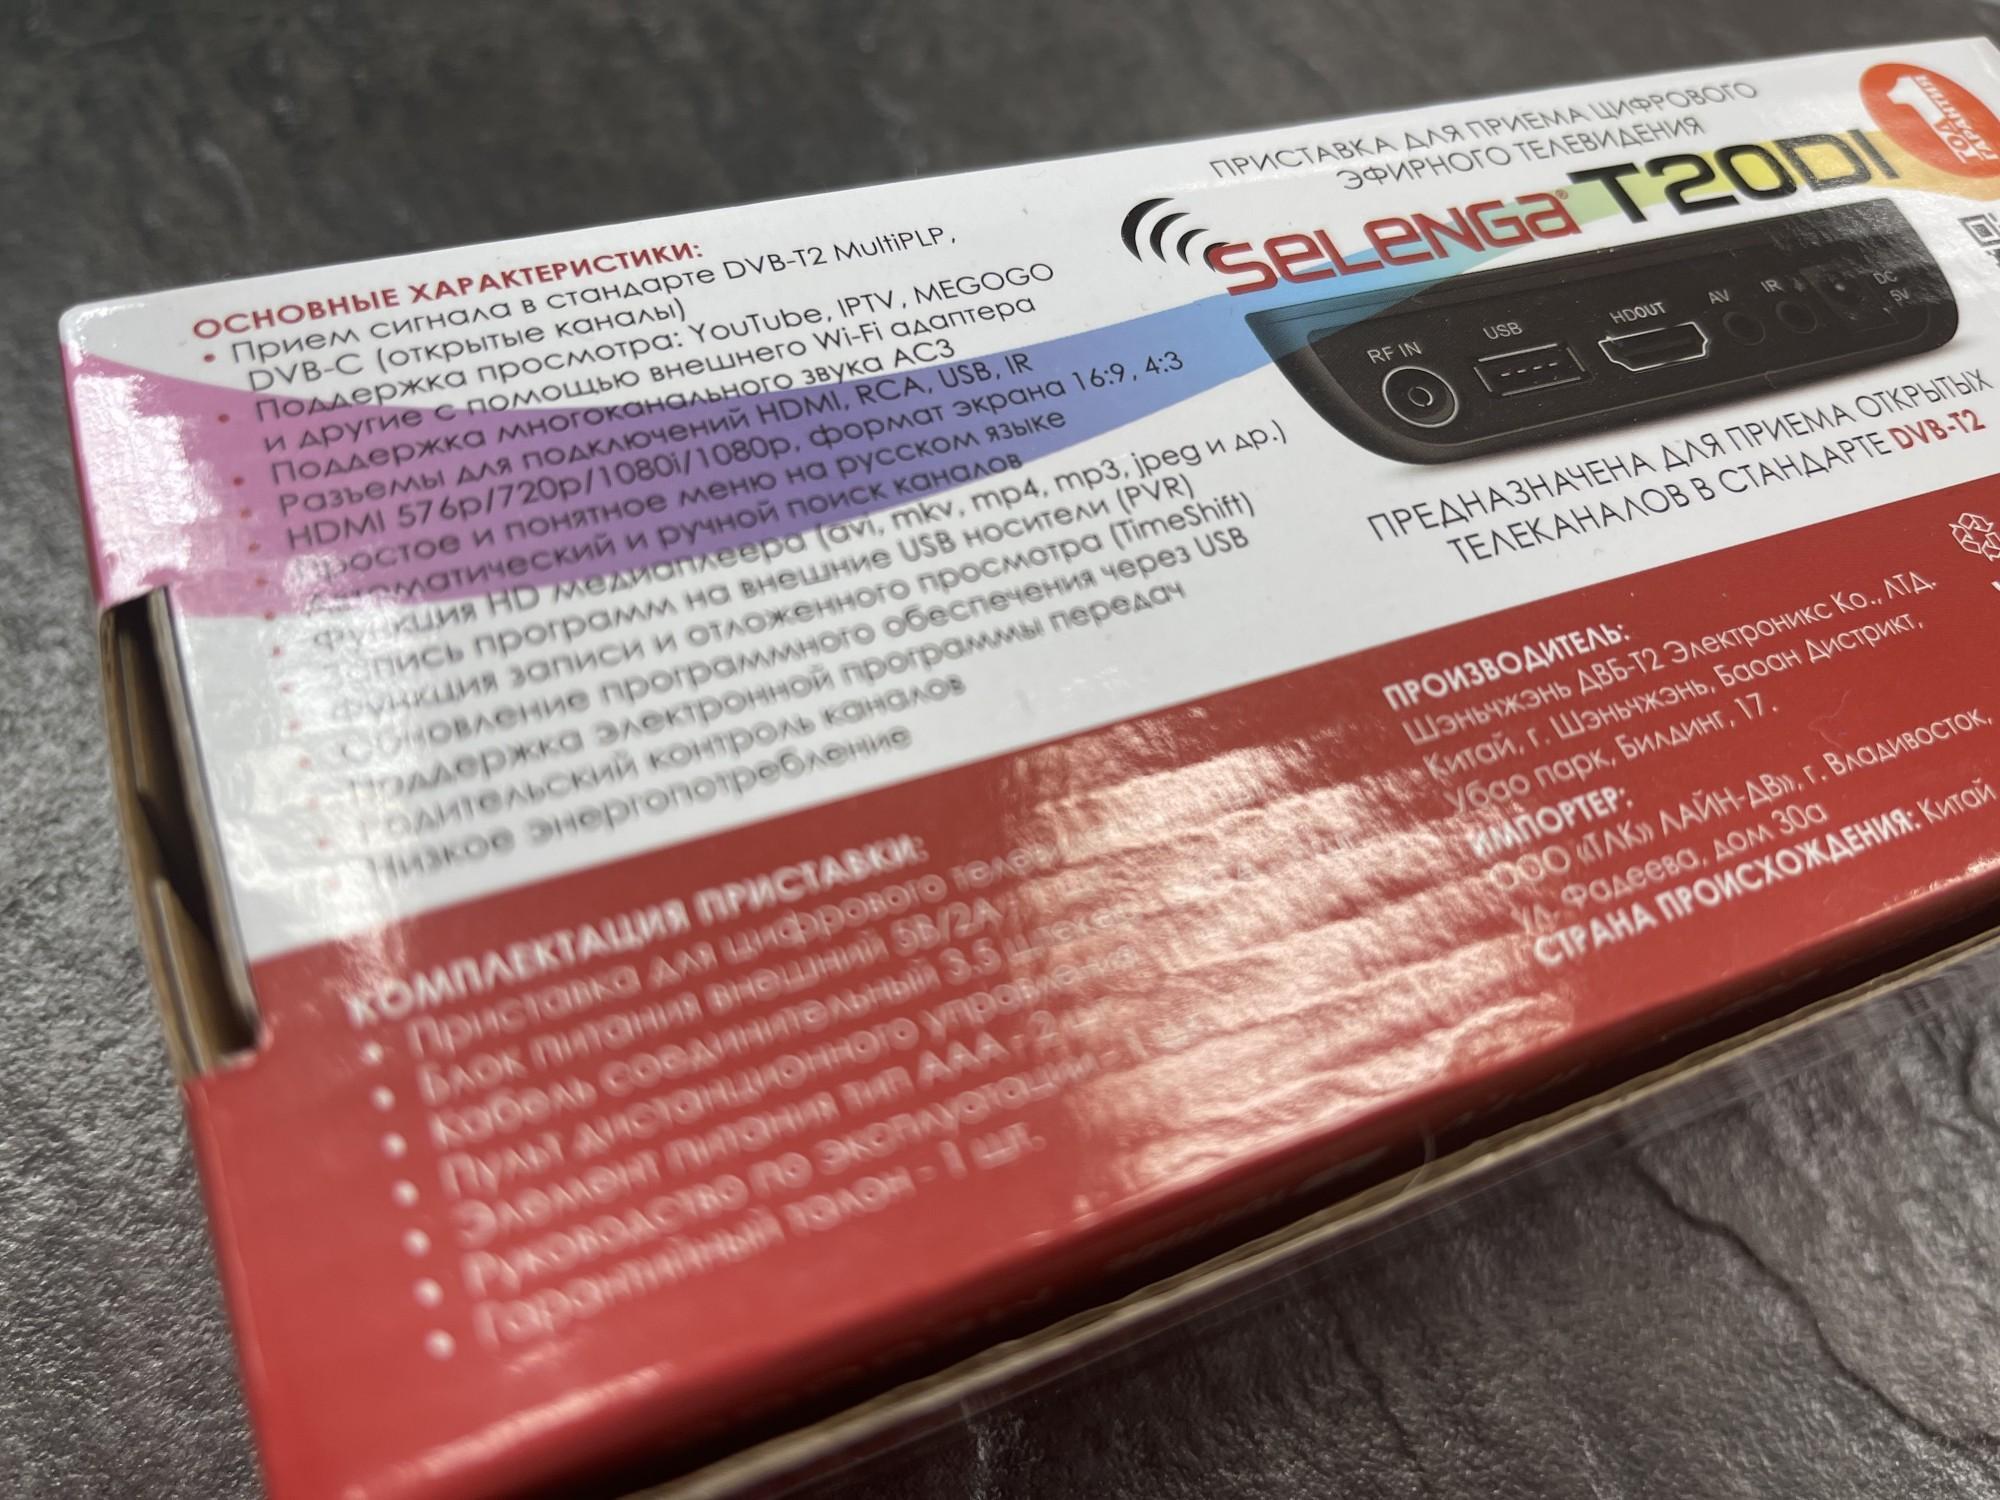 ОСНОВНЫЕ ХАРАКТЕРИСТИКИ:
• Прием сигнала в стандарте DVB-T2 MultiPLP,
DVB-C (открытые каналы)
• Поддержка просмотра: YouTube, IPTV, MEGOGO
и другие с помощью внешнего Wi-Fi адаптера
• Поддержка многоканального звука AC3
• Разъемы для подключений HDMI, RCA, USB, IR
• HDMI 576p/720p/1080i/1080p, формат экрана 16:9, 4:3
• Простое и понятное меню на русском языке
• Автоматический и ручной поиск каналов
• Функция HD медиаплеера (avi, mkv, mp4, mp3, jpeg и др.)
• Запись программ на внешние USB носители (PVR)
• Функция записи и отложенного просмотра (TimeShift)
• Обновление программного обеспечения через USB
• Поддержка электронной программы передач
• Родительский контроль каналов
• Низкое энергопотребление
КОМПЛЕКТАЦИЯ ПРИСТАВКИ:
• Приставка для цифрового
• Блок питания внешний 5В/2А
• Кабель соединительный 3.5
• Пульт дистанционного управления
• Элемент питания тип ААА - 2
• Руководство по эксплуатации - 1
• Гарантийный талон - 1 шт.
ПРИСТАВКА ДЛЯ ПРИЕМА ЦИФРОВОГО
ЭФИРНОГО ТЕЛЕВИДЕНИЯ
SELENGA® T20DI
1 ГОД ГАРАНТИЯ
RF IN
USB
HDOUT
AV
IR
DC
5V
ПРЕДНАЗНАЧЕНА ДЛЯ ПРИЕМА ОТКРЫТЫХ
ТЕЛЕКАНАЛОВ В СТАНДАРТЕ DVB-T2
ПРОИЗВОДИТЕЛЬ:
Шэньчжэнь ДВБ-Т2 Электроникс Ко., ЛТД.
Китай, г. Шэньчжэнь, Баоан Дистрикт,
Убао парк, Билдинг, 17.
ИМПОРТЕР:
ООО «ТЛК» ЛАЙН-ДВ», г. Владивосток,
ул. Фадеева, дом 30а
СТРАНА ПРОИСХОЖДЕНИЯ: Китай